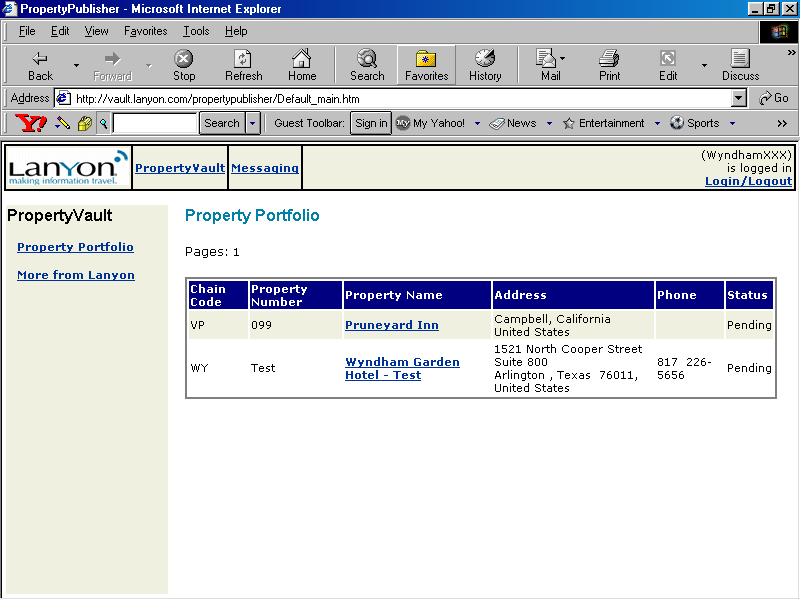 PropertyPublisher - Microsoft Internet Explorer
File Edit View Favorites Tools Help
Back Forward Stop Refresh Home Search Favorites History Mail Print Edit Discuss »
Address http://vault.lanyon.com/propertypublisher/Default_main.htm Go
Y! Search Guest Toolbar: Sign in My My Yahoo! News Entertainment Sports »
LANYON.
making information travel.
PropertyVault Messaging
(WyndhamXXX)
is logged in
Login/Logout
PropertyVault
Property Portfolio
More from Lanyon
Property Portfolio
Pages: 1
Chain Code Property Number Property Name Address Phone Status
VP 099 Pruneyard Inn Campbell, California
United States Pending
WY Test Wyndham Garden
Hotel - Test 1521 North Cooper Street
Suite 800
Arlington , Texas 76011,
United States 817 226-
5656 Pending